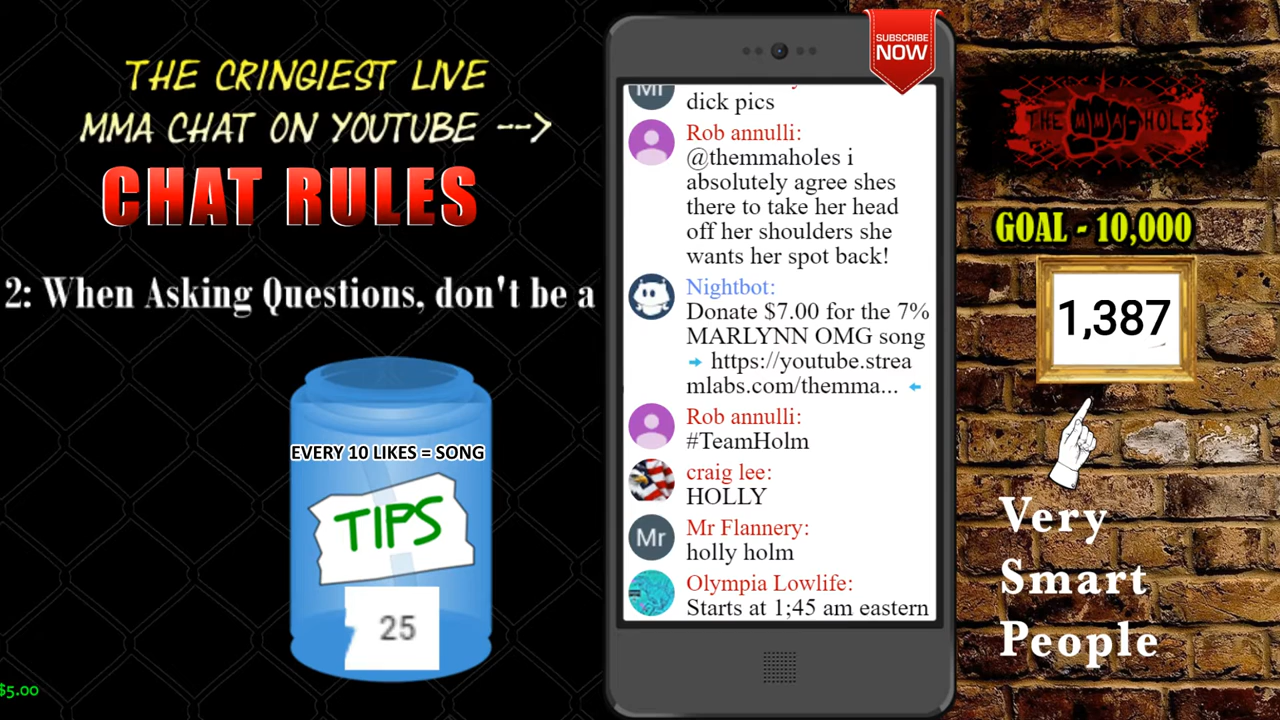 THE CRINGIEST LIVE
MMA CHAT ON YOUTUBE -->
CHAT RULES
2: When Asking Questions, don't be a
EVERY 10 LIKES = SONG
TIPS
25
$5.00
SUBSCRIBE
NOW
dick pics
Rob annulli:
@themmaholes i
absolutely agree shes
there to take her head
off her shoulders she
wants her spot back!
Nightbot:
Donate $7.00 for the 7%
MARLYNN OMG song
https://youtube.strea
mlabs.com/themma...
Rob annulli:
#TeamHolm
craig lee:
HOLLY
Mr Flannery:
Mr
holly holm
Olympia Lowlife:
Starts at 1;45 am eastern
THE MMA-HOLES
GOAL - 10,000
1,387
Very
Smart
People